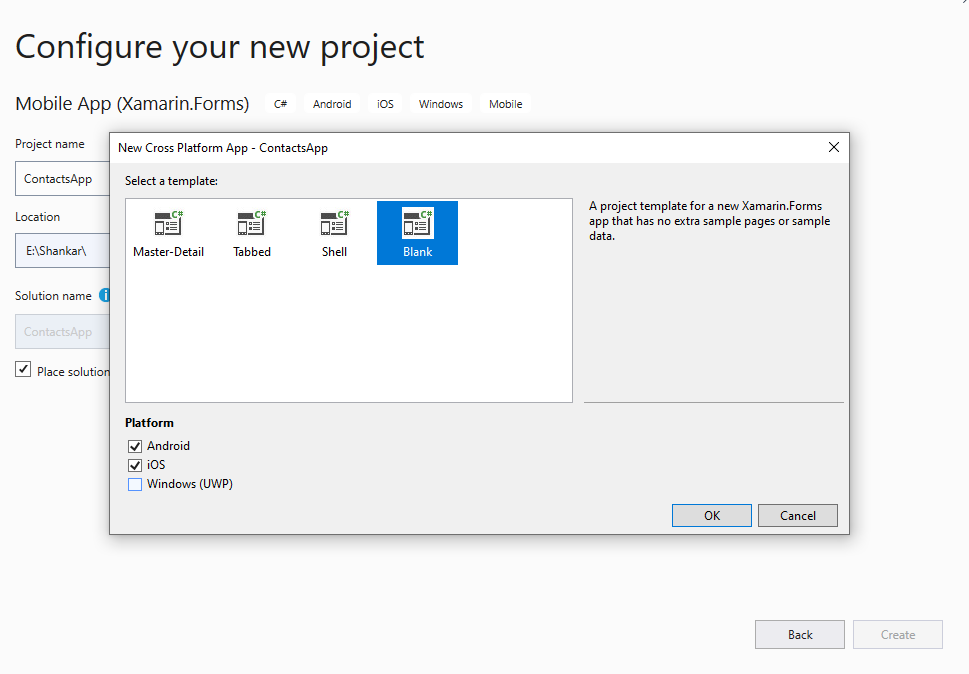 Configure your new project
Mobile App (Xamarin.Forms) C# Android iOS Windows Mobile
Project name
ContactsApp
Location
E:\Shankar\
Solution name i
ContactsApp
Place solution
New Cross Platform App - ContactsApp
Select a template:
C# C# C# C#
Master-Detail Tabbed Shell Blank
A project template for a new Xamarin.Forms
app that has no extra sample pages or sample
data.
Platform
Android
iOS
Windows (UWP)
OK Cancel
Back Create